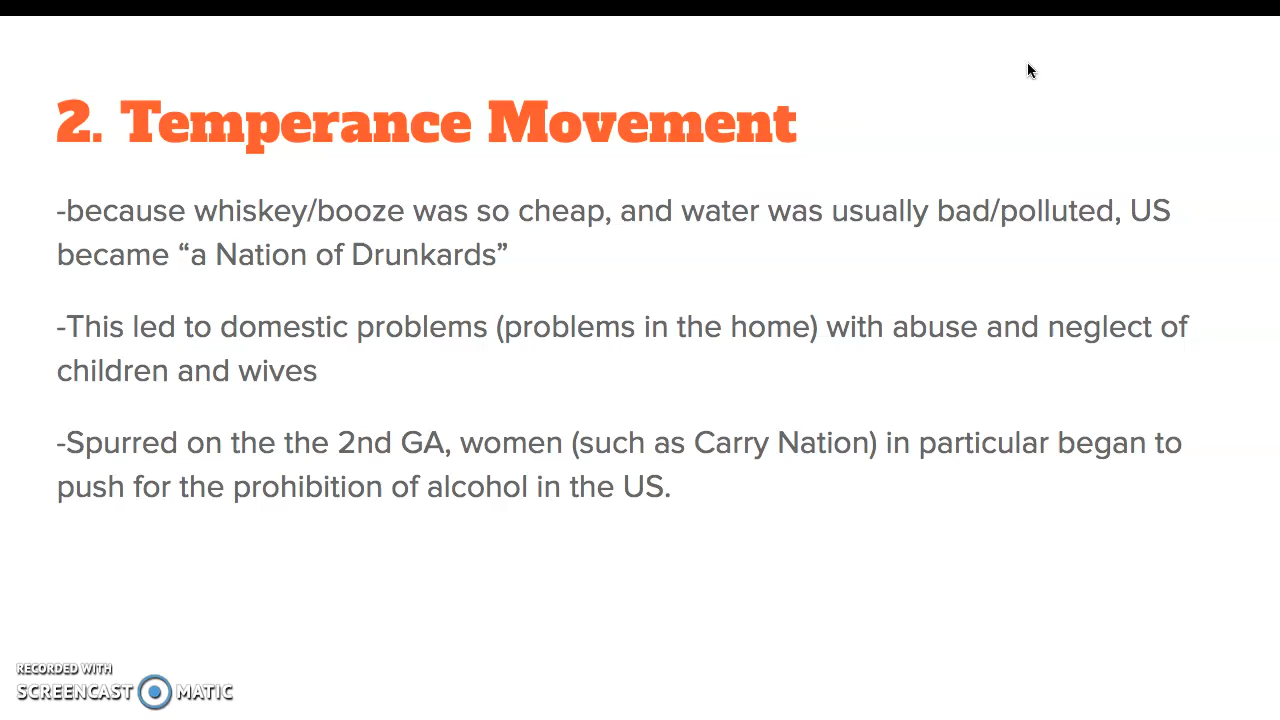 2. Temperance Movement
-because whiskey/booze was so cheap, and water was usually bad/polluted, US
became “a Nation of Drunkards”
-This led to domestic problems (problems in the home) with abuse and neglect of
children and wives
-Spurred on the the 2nd GA, women (such as Carry Nation) in particular began to
push for the prohibition of alcohol in the US.
RECORDED WITH
SCREENCAST MATIC